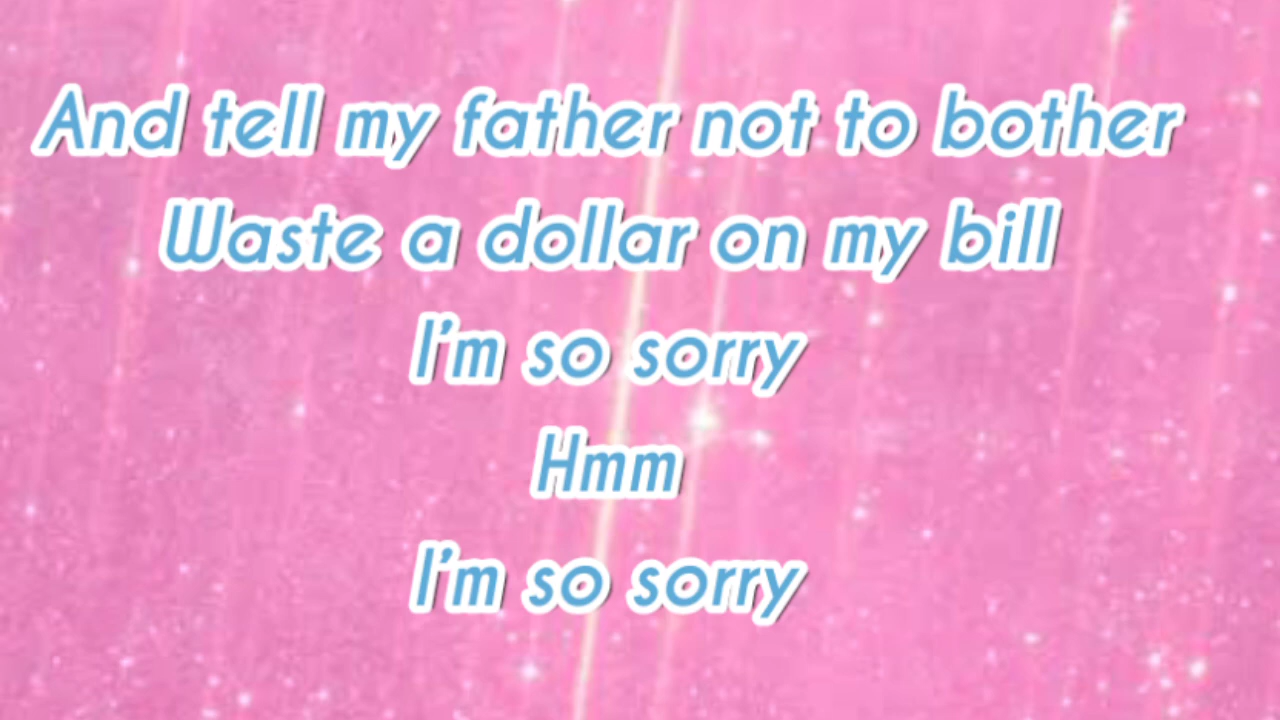 And tell my father not to bother
Waste a dollar on my bill
I'm so sorry
Hmm
I'm so sorry